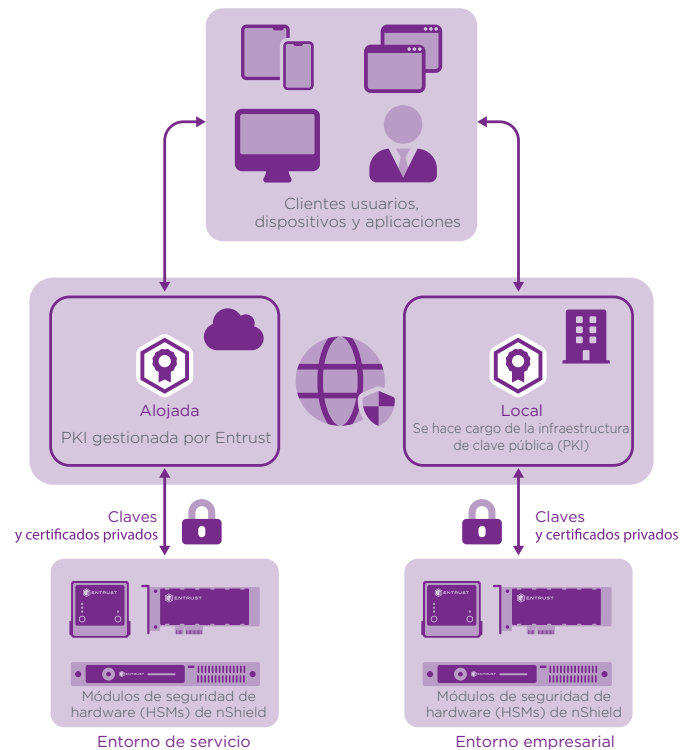 Clientes usuarios,
dispositivos y aplicaciones
Alojada
PKI gestionada por Entrust
Local
Se hace cargo de la infraestructura
de clave pública (PKI)
Claves
y certificados privados
Claves
y certificados privados
ENTRUST
ENTRUST
ENTRUST
Módulos de seguridad de
hardware (HSMs) de nShield
Entorno de servicio
ENTRUST
ENTRUST
ENTRUST
Módulos de seguridad de
hardware (HSMs) de nShield
Entorno empresarial